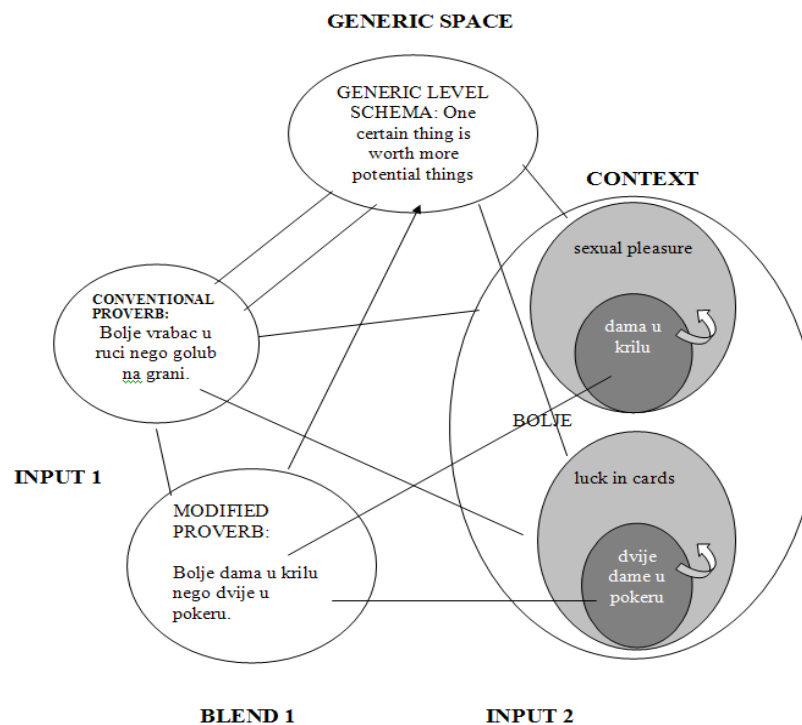 GENERIC SPACE
GENERIC LEVEL
SCHEMA: One
certain thing is
worth more
potential things
CONTEXT
sexual pleasure
dama u
krilu
CONVENTIONAL
PROVERB:
Bolje vrabac u
ruci nego golub
na grani.
BOLJE
INPUT 1
luck in cards
MODIFIED
PROVERB:
Bolje dama u krilu
nego dvije u
pokeru.
dvije
dame u
pokeru
BLEND 1
INPUT 2